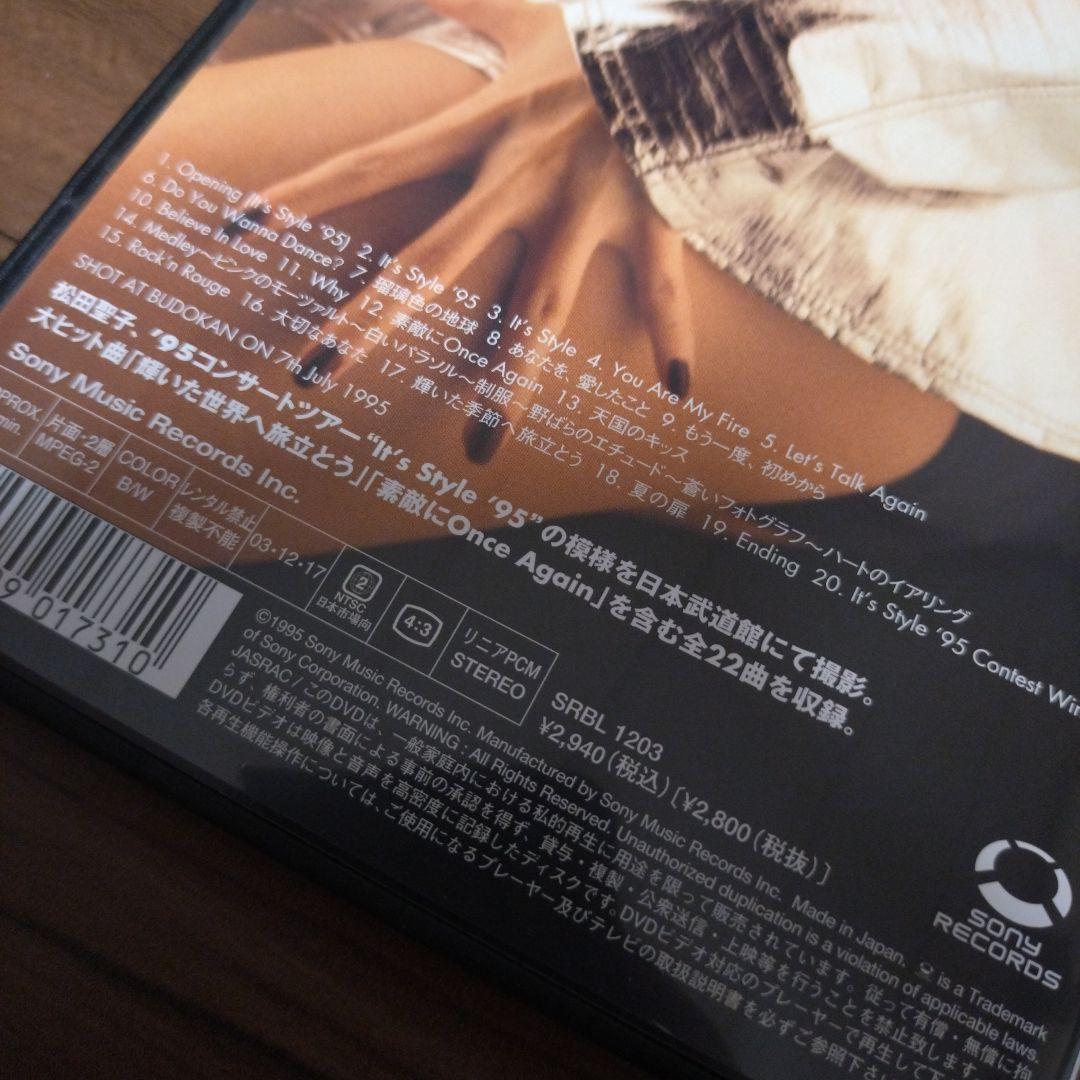 1. Opening [It's Style '95] 2. It's Style '95 3. It's Style 4. You Are My Fire 5. Let's Talk Again
6. Do You Wanna Dance? 7. 瑠璃色の地球 8. あなたを、愛したこと 9. もう一度、初めから
10. Believe In Love 11. Why 12. 素敵にOnce Again 13. 天国のキッス
14. Medley～ピンクのモーツァルト～白いパラソル～制服～野ばらのエチュード～蒼いフォトグラフ～ハートのイアリング
15. Rock'n Rouge 16. 大切なあなた 17. 輝いた季節へ旅立とう 18. 夏の扉 19. Ending 20. It's Style '95 Contest Win
SHOT AT BUDOKAN ON 7th July 1995
松田聖子、'95コンサートツアー "It's Style '95" の模様を日本武道館にて撮影。
大ヒット曲「輝いた世界へ旅立とう」「素敵にOnce Again」を含む全22曲を収録。
Sony Music Records Inc.
PPROX.
min.
片面・2層
MPEG-2
COLOR
B/W
レンタル禁止
複製不能
03・12・17
2
NTSC
日本市場向
4:3
リニアPCM
STEREO
SRBL 1203
¥2,940(税込) [¥2,800(税抜)]
9 017310
©1995 Sony Music Records Inc. Manufactured by Sony Music Records Inc. Made in Japan. is a Trademark
of Sony Corporation. WARNING : All Rights Reserved. Unauthorized duplication is a violation of applicable laws.
JASRAC / このDVDは、一般家庭内における私的再生に用途を限って販売されています。従って有償・無償に拘
らず、権利者の書面による事前の承認を得ず、貸与・複製・公衆送信・上映等を行うことを禁止致します
DVDビデオは映像と音声を高密度に記録したディスクです。DVDビデオ対応のプレーヤーで再生して下
各再生機能操作については、ご使用になるプレーヤー及びテレビの取扱説明書を必ずご参照下さ
SONY
RECORDS